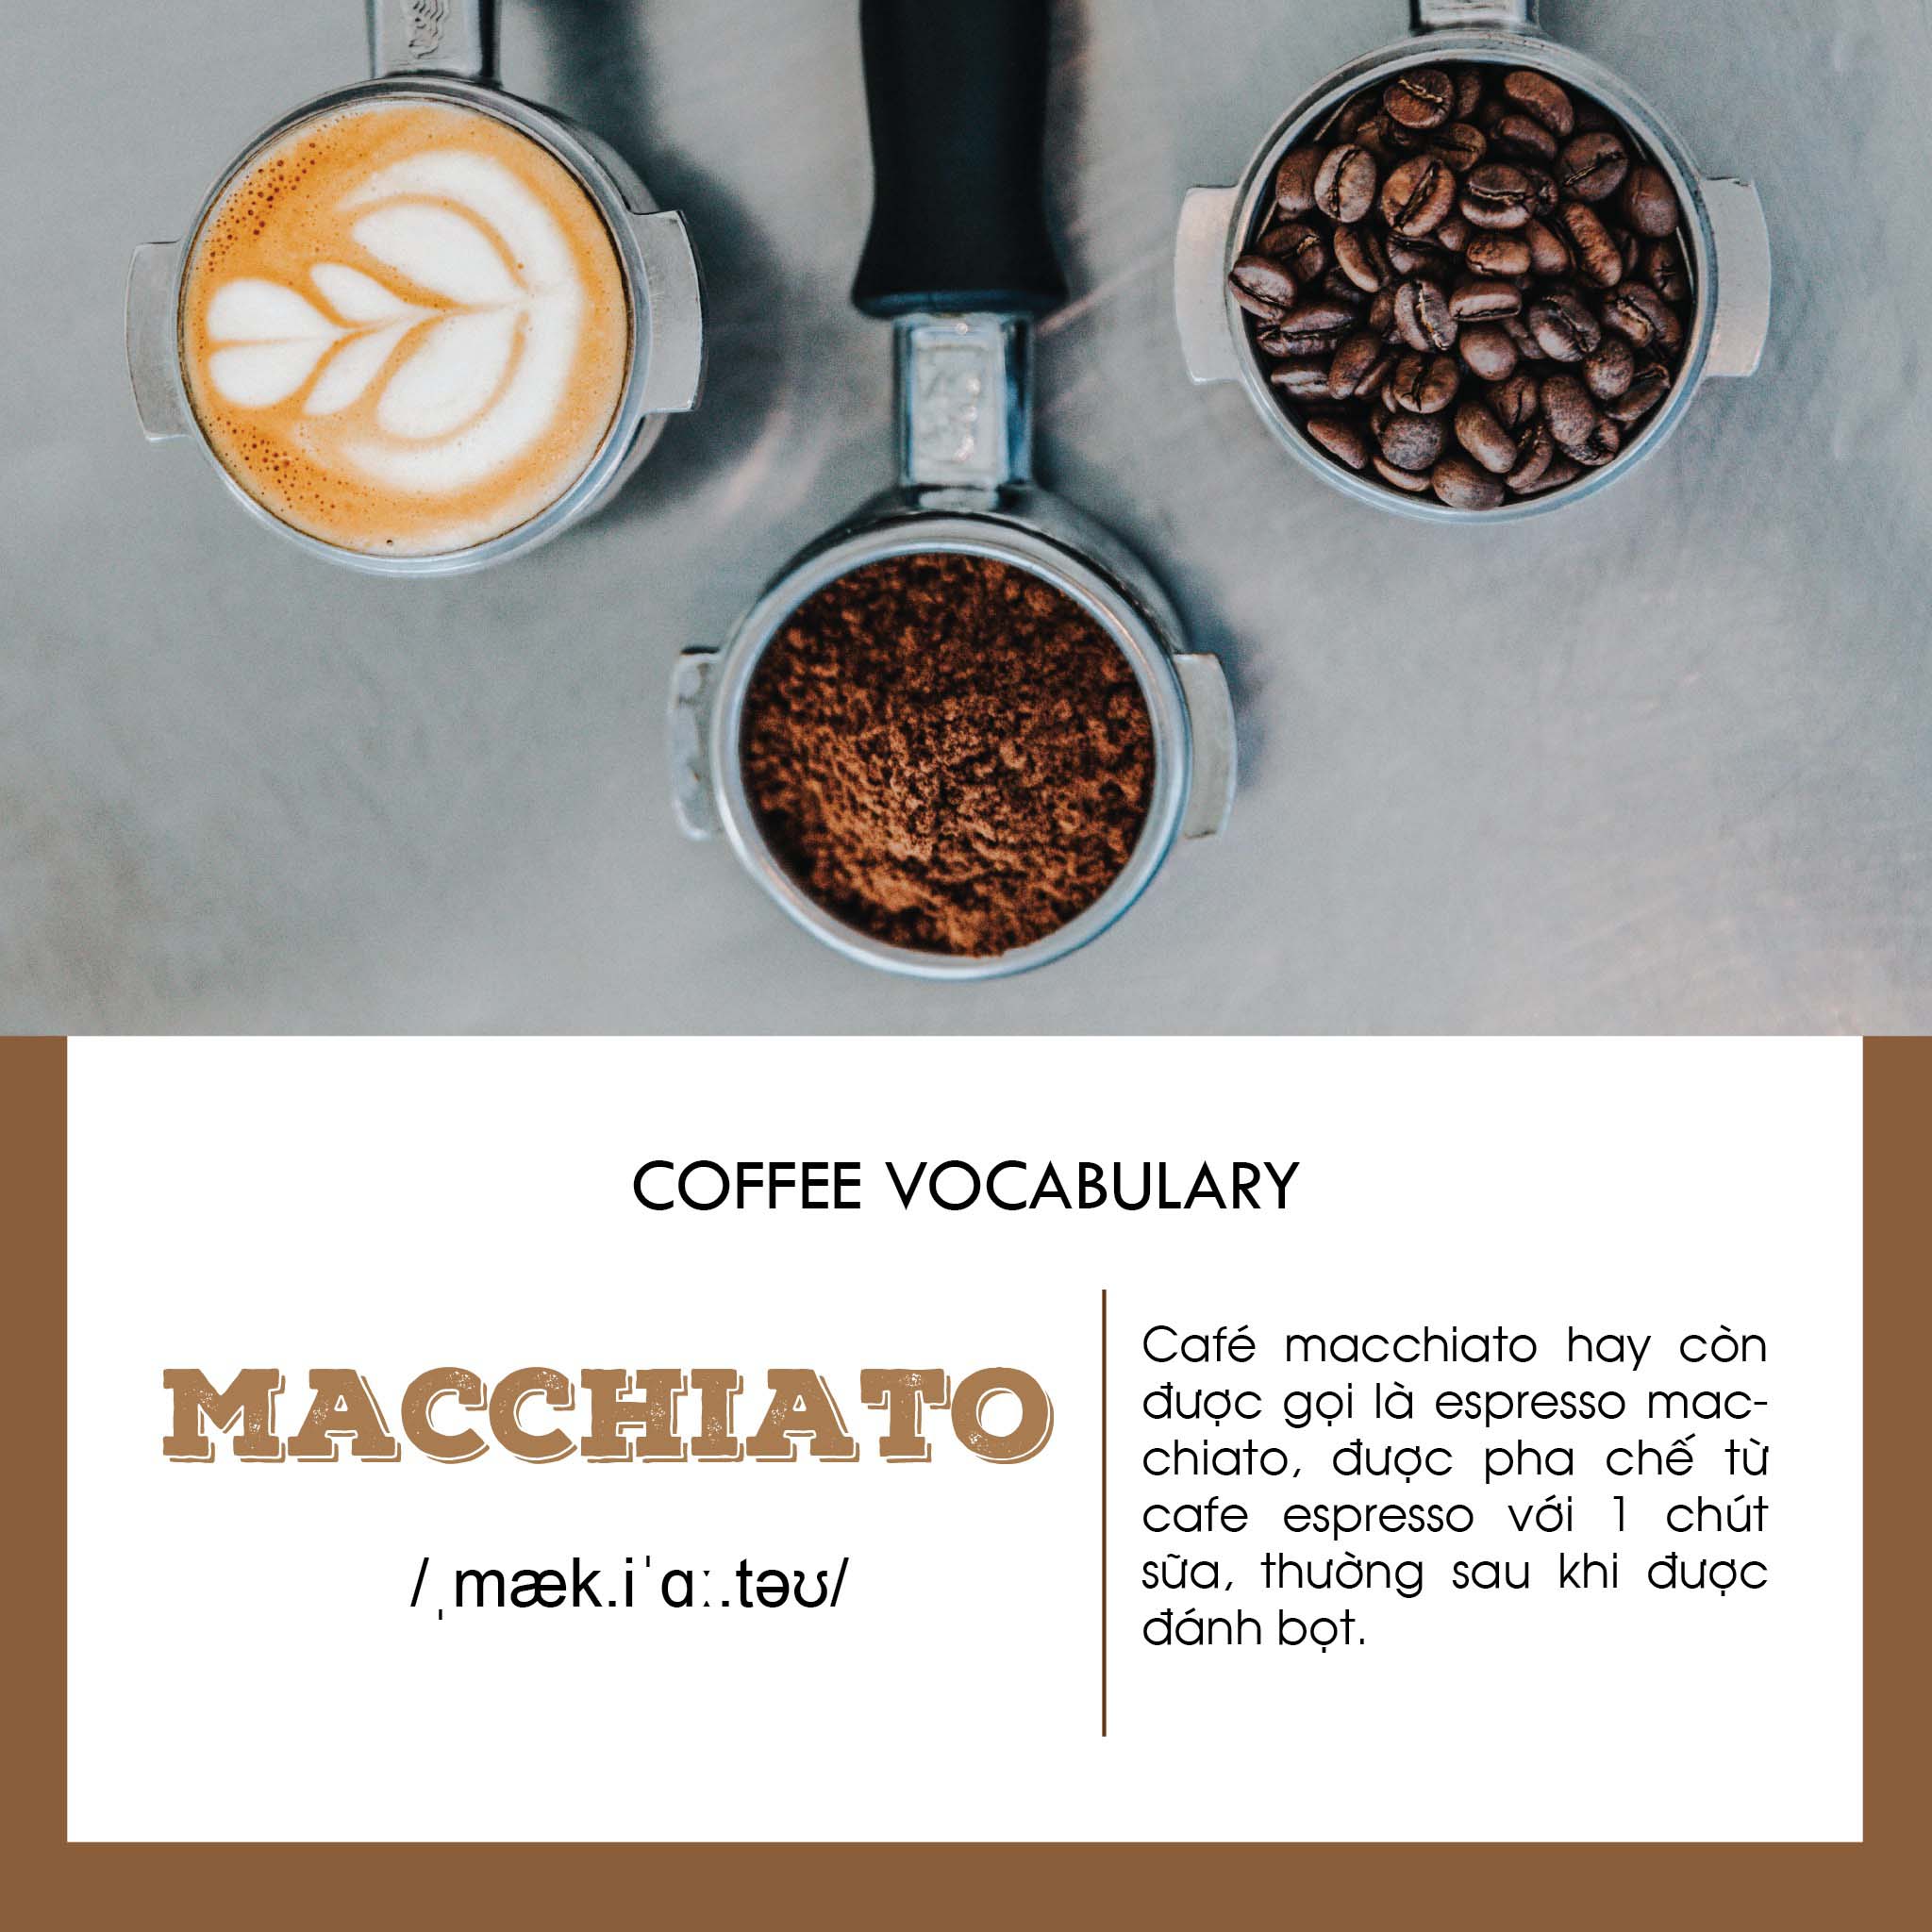 COFFEE VOCABULARY
MACCHIATO
/ˌmæk.iˈɑː.təʊ/
Café macchiato hay còn
được gọi là espresso mac-
chiato, được pha chế từ
cafe espresso với 1 chút
sữa, thường sau khi được
đánh bọt.